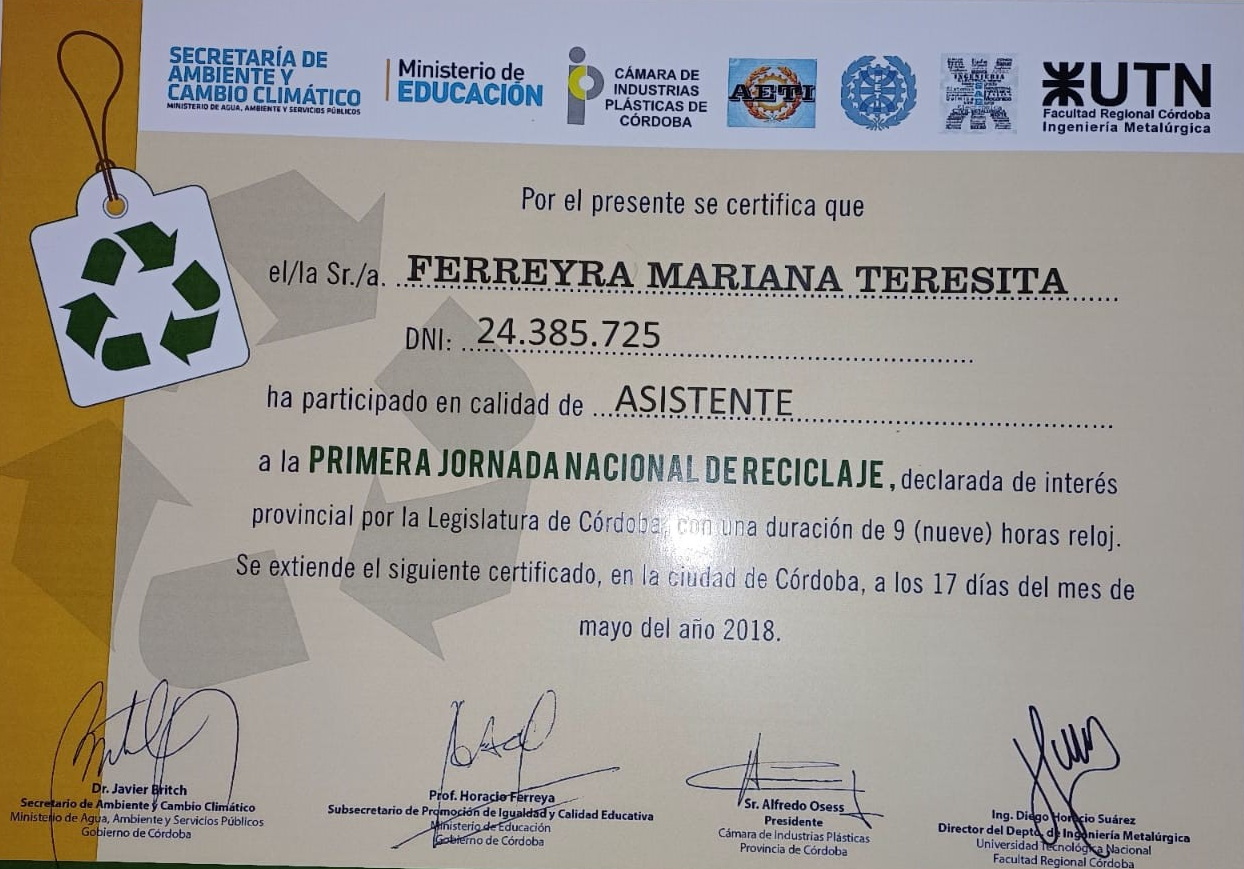 SECRETARÍA DE
AMBIENTE Y
CAMBIO CLIMÁTICO
MINISTERIO DE AGUA, AMBIENTE Y SERVICIOS PÚBLICOS
Ministerio de
EDUCACIÓN
CÁMARA DE
INDUSTRIAS
PLÁSTICAS DE
CÓRDOBA
AETI
UTN
Facultad Regional Córdoba
Ingeniería Metalúrgica
Por el presente se certifica que
el/la Sr./a. FERREYRA MARIANA TERESITA
DNI: 24.385.725
ha participado en calidad de ASISTENTE
a la PRIMERA JORNADA NACIONAL DE RECICLAJE, declarada de interés
provincial por la Legislatura de Córdoba, con una duración de 9 (nueve) horas reloj.
Se extiende el siguiente certificado, en la ciudad de Córdoba, a los 17 días del mes de
mayo del año 2018.
Dr. Javier Britch
Secretario de Ambiente y Cambio Climático
Ministerio de Agua, Ambiente y Servicios Públicos
Gobierno de Córdoba
Prof. Horacio Ferreya
Subsecretario de Promoción de Igualdad y Calidad Educativa
Ministerio de Educación
Gobierno de Córdoba
Sr. Alfredo Osess
Presidente
Cámara de Industrias Plásticas
Provincia de Córdoba
Ing. Diego Horacio Suárez
Director del Depto. de Ingeniería Metalúrgica
Universidad Tecnológica Nacional
Facultad Regional Córdoba